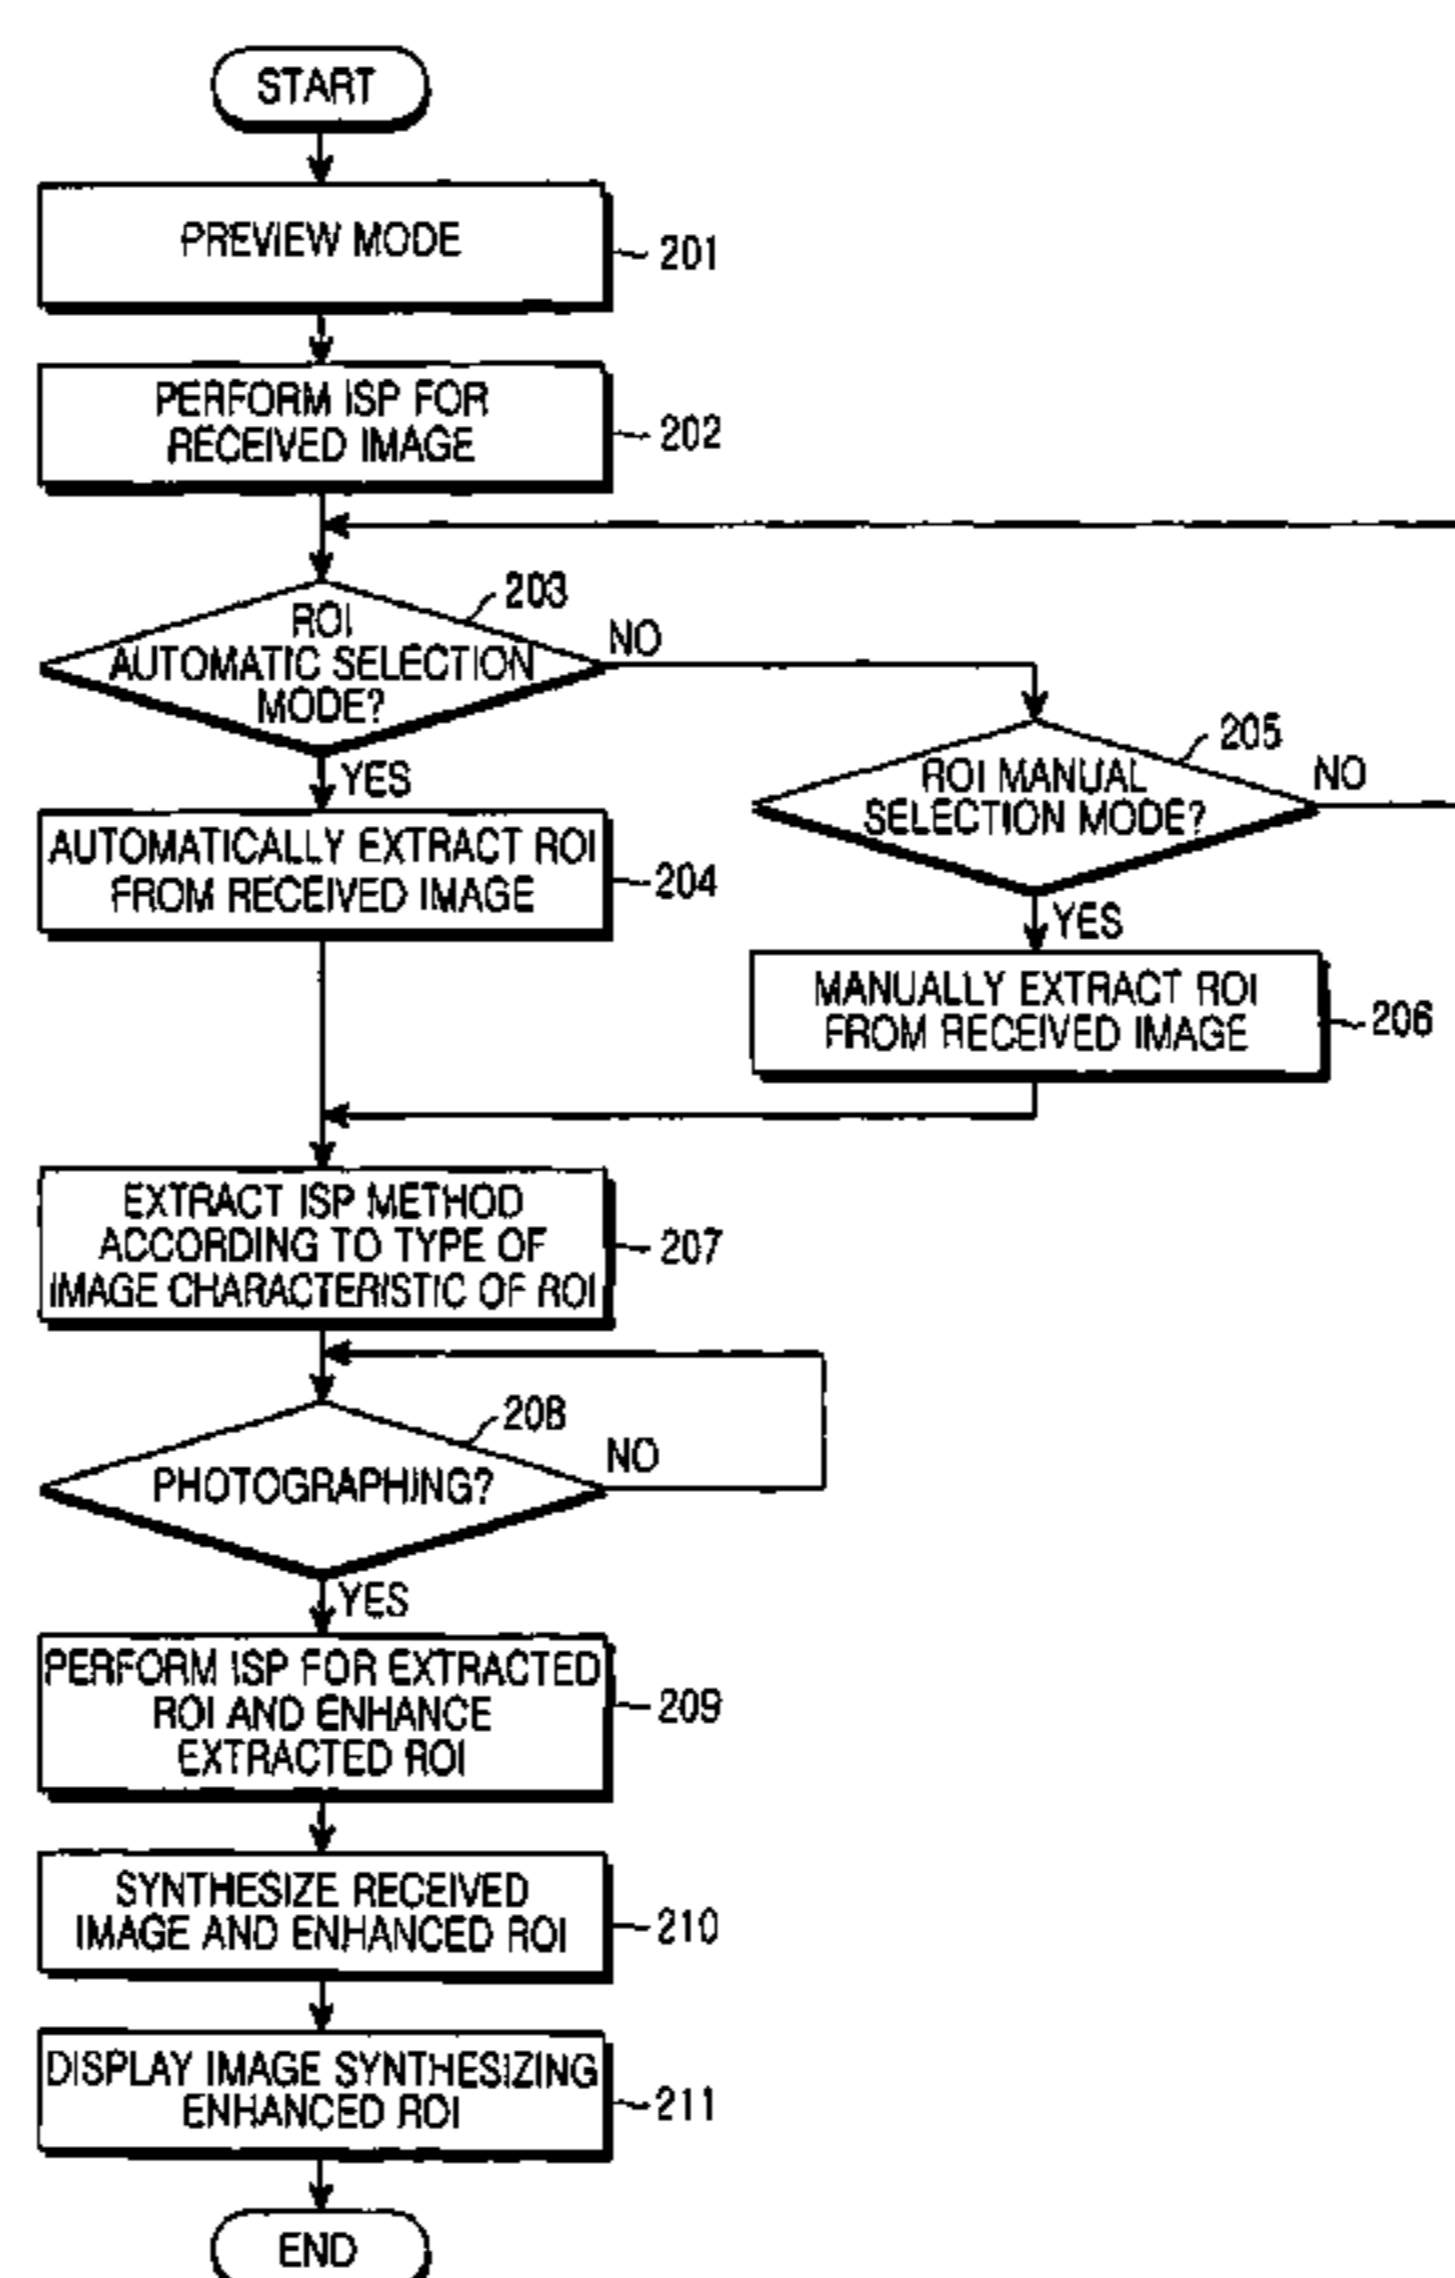 START
PREVIEW MODE
201
PERFORM ISP FOR
RECEIVED IMAGE
202
203
ROI
AUTOMATIC SELECTION
MODE?
NO
YES
205
ROI MANUAL
SELECTION MODE?
NO
YES
AUTOMATICALLY EXTRACT ROI
FROM RECEIVED IMAGE
204
MANUALLY EXTRACT ROI
FROM RECEIVED IMAGE
206
EXTRACT ISP METHOD
ACCORDING TO TYPE OF
IMAGE CHARACTERISTIC OF ROI
207
208
PHOTOGRAPHING?
NO
YES
PERFORM ISP FOR EXTRACTED
ROI AND ENHANCE
EXTRACTED ROI
209
SYNTHESIZE RECEIVED
IMAGE AND ENHANCED ROI
210
DISPLAY IMAGE SYNTHESIZING
ENHANCED ROI
211
END